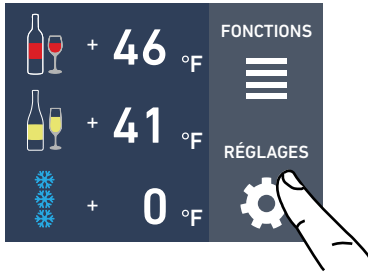 + 46 °F
FONCTIONS
+ 41 °F
RÉGLAGES
+ 0 °F